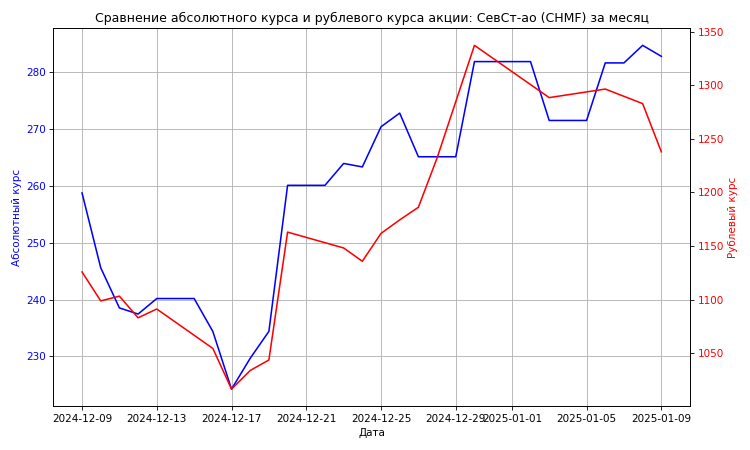 Сравнение абсолютного курса и рублевого курса акции: СевСт-ао (CHMF) за месяц
Абсолютный курс
280
270
260
250
240
230
1350
1300
1250
1200
1150
1100
1050
Рублевый курс
2024-12-09 2024-12-13 2024-12-17 2024-12-21 2024-12-25 2024-12-29 2025-01-01 2025-01-05 2025-01-09
Дата